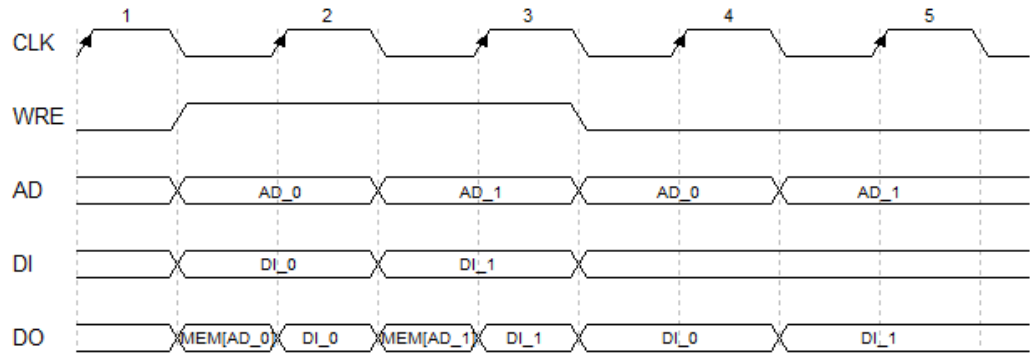 1 2 3 4 5
CLK
WRE
AD AD_0 AD_1 AD_0 AD_1
DI DI_0 DI_1
DO MEM[AD_0] DI_0 MEM[AD_1] DI_1 DI_0 DI_1